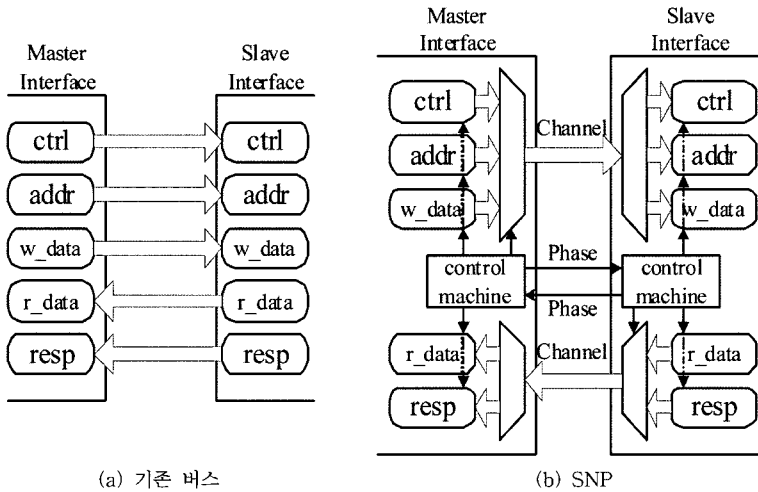 Master
Interface
Slave
Interface
ctrl
ctrl
addr
addr
w_data
w_data
r_data
r_data
resp
resp
(a) 기존 버스
Master
Interface
Slave
Interface
ctrl
Channel
ctrl
addr
addr
w_data
w_data
control
machine
Phase
Phase
control
machine
r_data
Channel
r_data
resp
resp
(b) SNP